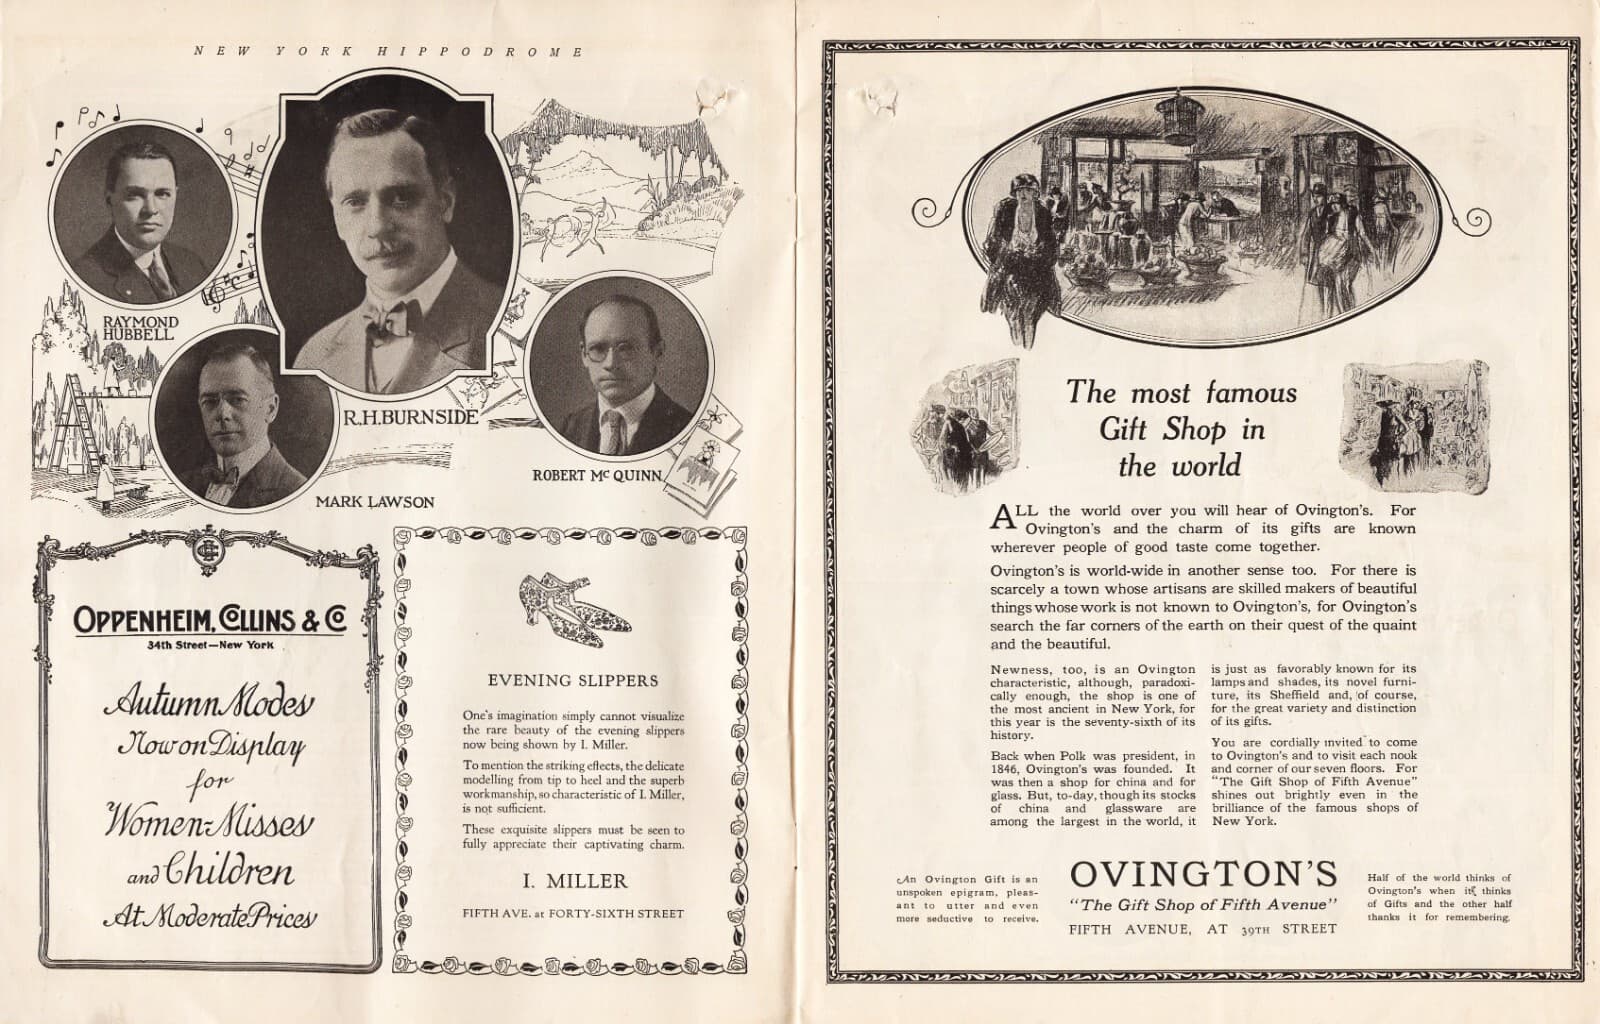 NEW YORK HIPPODROME
RAYMOND
HUBBELL
R.H.BURNSIDE
MARK LAWSON
ROBERT Mc QUINN
OPPENHEIM, COLLINS & Co
34th Street—New York
Autumn Modes
Now on Display
for
Women-Misses
and Children
At Moderate Prices
EVENING SLIPPERS
One's imagination simply cannot visualize
the rare beauty of the evening slippers
now being shown by I. Miller.
To mention the striking effects, the delicate
modelling from tip to heel and the superb
workmanship, so characteristic of I. Miller,
is not sufficient.
These exquisite slippers must be seen to
fully appreciate their captivating charm.
I. MILLER
FIFTH AVE. at FORTY-SIXTH STREET
The most famous
Gift Shop in
the world
ALL the world over you will hear of Ovington's. For
Ovington's and the charm of its gifts are known
wherever people of good taste come together.
Ovington's is world-wide in another sense too. For there is
scarcely a town whose artisans are skilled makers of beautiful
things whose work is not known to Ovington's, for Ovington's
search the far corners of the earth on their quest of the quaint
and the beautiful.
Newness, too, is an Ovington
characteristic, although, paradoxi-
cally enough, the shop is one of
the most ancient in New York, for
this year is the seventy-sixth of its
history.
Back when Polk was president, in
1846, Ovington's was founded. It
was then a shop for china and for
glass. But, to-day, though its stocks
of china and glassware are
among the largest in the world, it
is just as favorably known for its
lamps and shades, its novel furni-
ture, its Sheffield and, of course,
for the great variety and distinction
of its gifts.
You are cordially invited to come
to Ovington's and to visit each nook
and corner of our seven floors. For
"The Gift Shop of Fifth Avenue"
shines out brightly even in the
brilliance of the famous shops of
New York.
An Ovington Gift is an
unspoken epigram, pleas-
ant to utter and even
more seductive to receive.
OVINGTON'S
"The Gift Shop of Fifth Avenue"
FIFTH AVENUE, AT 39TH STREET
Half of the world thinks of
Ovington's when it thinks
of Gifts and the other half
thanks it for remembering.